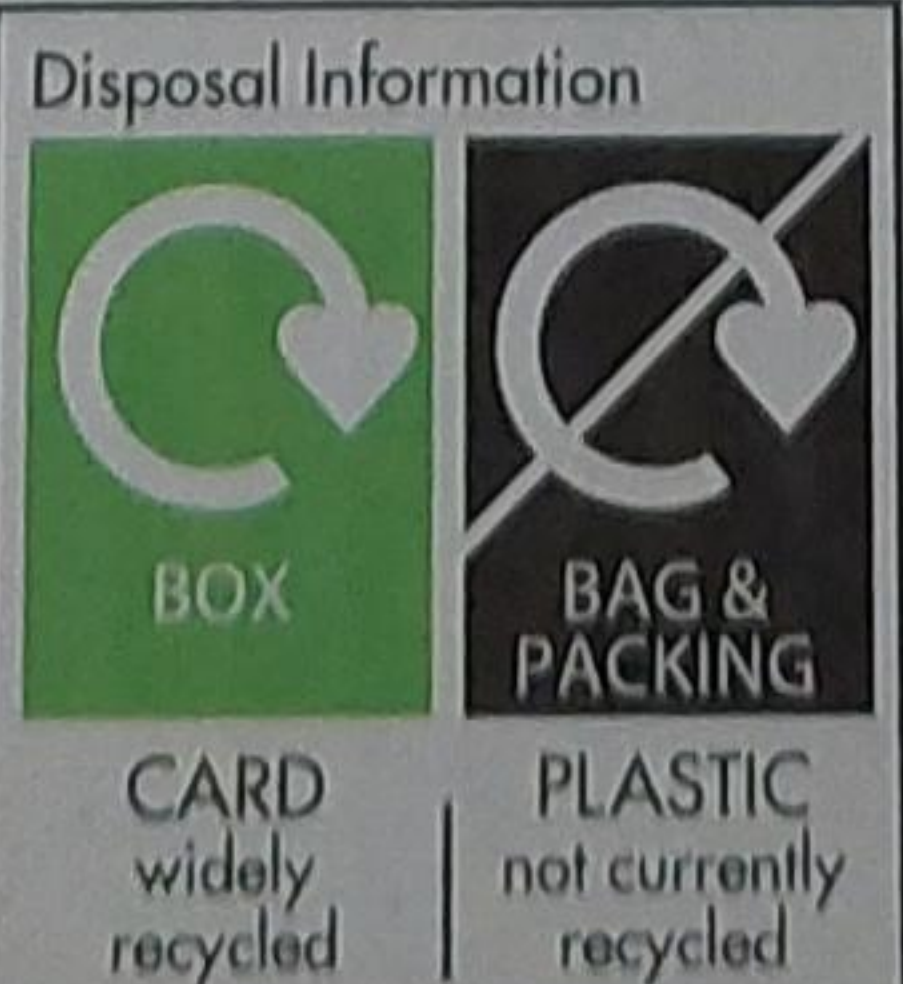 Disposal Information
BOX
BAG &
PACKING
CARD
widely
recycled
PLASTIC
not currently
recycled